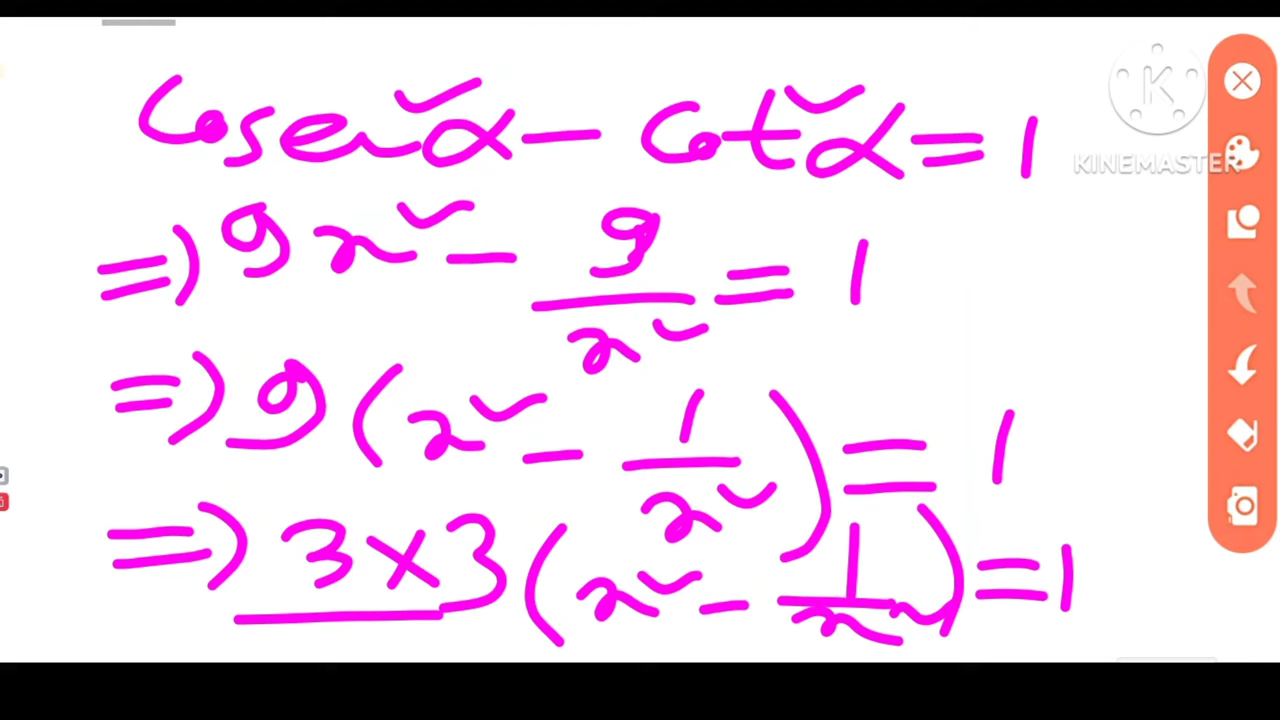 Cosec²α - Cot²α = 1
KINEMASTER
=> 9x² - 9/x² = 1
=> 9(x² - 1/x²) = 1
=> 3×3(x² - 1/x²) = 1